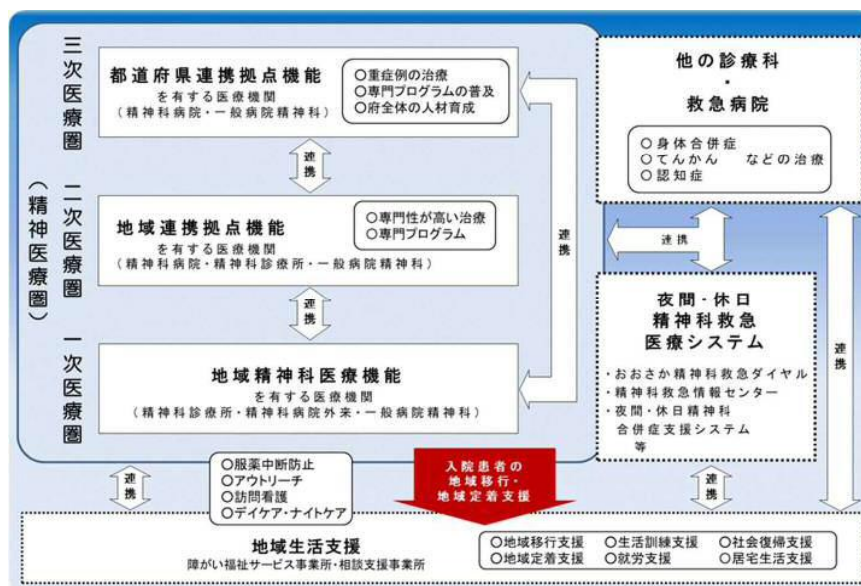 三次医療圏
都道府県連携拠点機能
を有する医療機関
（精神科病院・一般病院精神科）
○重症例の治療
○専門プログラムの普及
○府全体の人材育成
連携
二次医療圏
（精神医療圏）
地域連携拠点機能
を有する医療機関
（精神科病院・精神科診療所・一般病院精神科）
○専門性が高い治療
○専門プログラム
連携
一次医療圏
地域精神科医療機能
を有する医療機関
（精神科診療所・精神科病院外来・一般病院精神科）
連携
他の診療科
・
救急病院
○身体合併症
○てんかん　などの治療
○認知症
連携
夜間・休日
精神科救急
医療システム
・おおさか精神科救急ダイヤル
・精神科救急情報センター
・夜間・休日精神科
合併症支援システム
等
連携
連携
○服薬中断防止
○アウトリーチ
○訪問看護
○デイケア・ナイトケア
入院患者の
地域移行・
地域定着支援
連携
地域生活支援
障がい福祉サービス事業所・相談支援事業所
○地域移行支援　○生活訓練支援　○社会復帰支援
○地域定着支援　○就労支援　○居宅生活支援